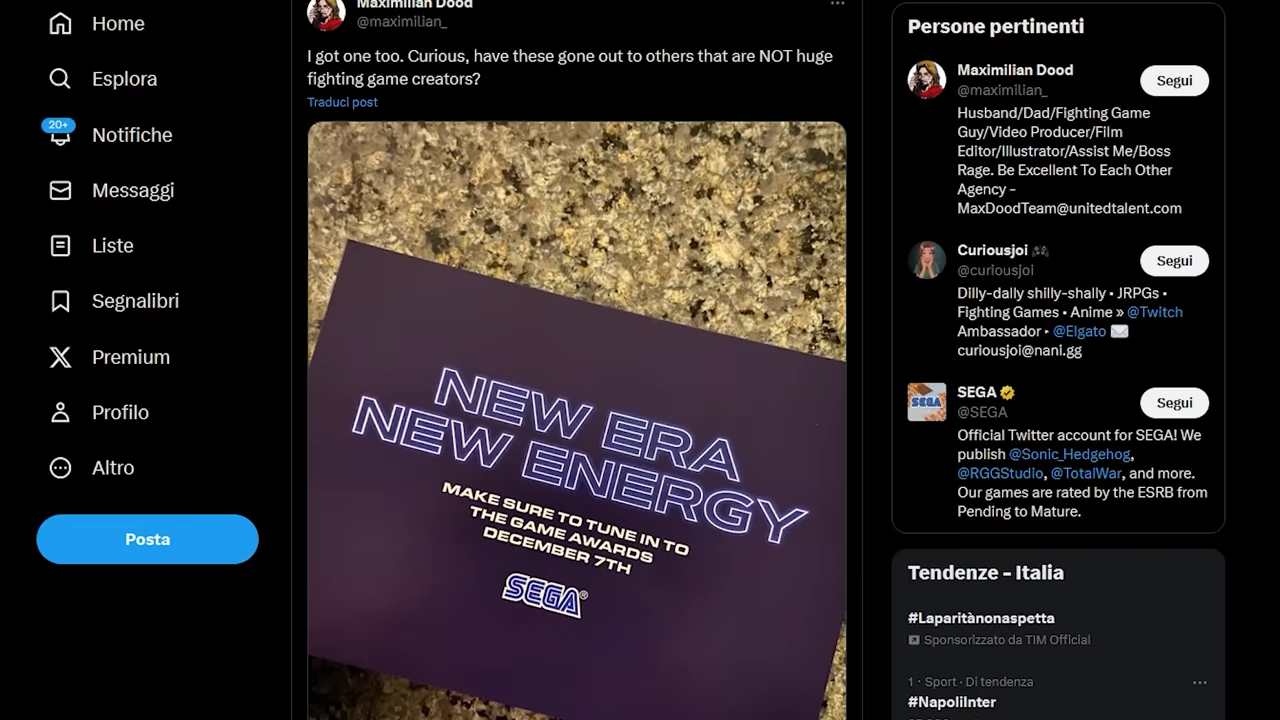 Home
Esplora
20+
Notifiche
Messaggi
Liste
Segnalibri
Premium
Profilo
Altro
Posta
Maximilian Dood
@maximilian_
I got one too. Curious, have these gone out to others that are NOT huge
fighting game creators?
Traduci post
NEW ERA
NEW ENERGY
MAKE SURE TO TUNE IN TO
THE GAME AWARDS
DECEMBER 7TH
SEGA®
Persone pertinenti
Maximilian Dood
@maximilian_
Segui
Husband/Dad/Fighting Game
Guy/Video Producer/Film
Editor/Illustrator/Assist Me/Boss
Rage. Be Excellent To Each Other
Agency -
MaxDoodTeam@unitedtalent.com
Curiousjoi
@curiousjoi
Segui
Dilly-dally shilly-shally • JRPGs •
Fighting Games • Anime » @Twitch
Ambassador ‣ @Elgato
curiousjoi@nani.gg
SEGA
SEGA
@SEGA
Segui
Official Twitter account for SEGA! We
publish @Sonic_Hedgehog,
@RGGStudio, @TotalWar, and more.
Our games are rated by the ESRB from
Pending to Mature.
Tendenze - Italia
#Laparitànonaspetta
Sponsorizzato da TIM Official
1 · Sport · Di tendenza
#NapoliInter